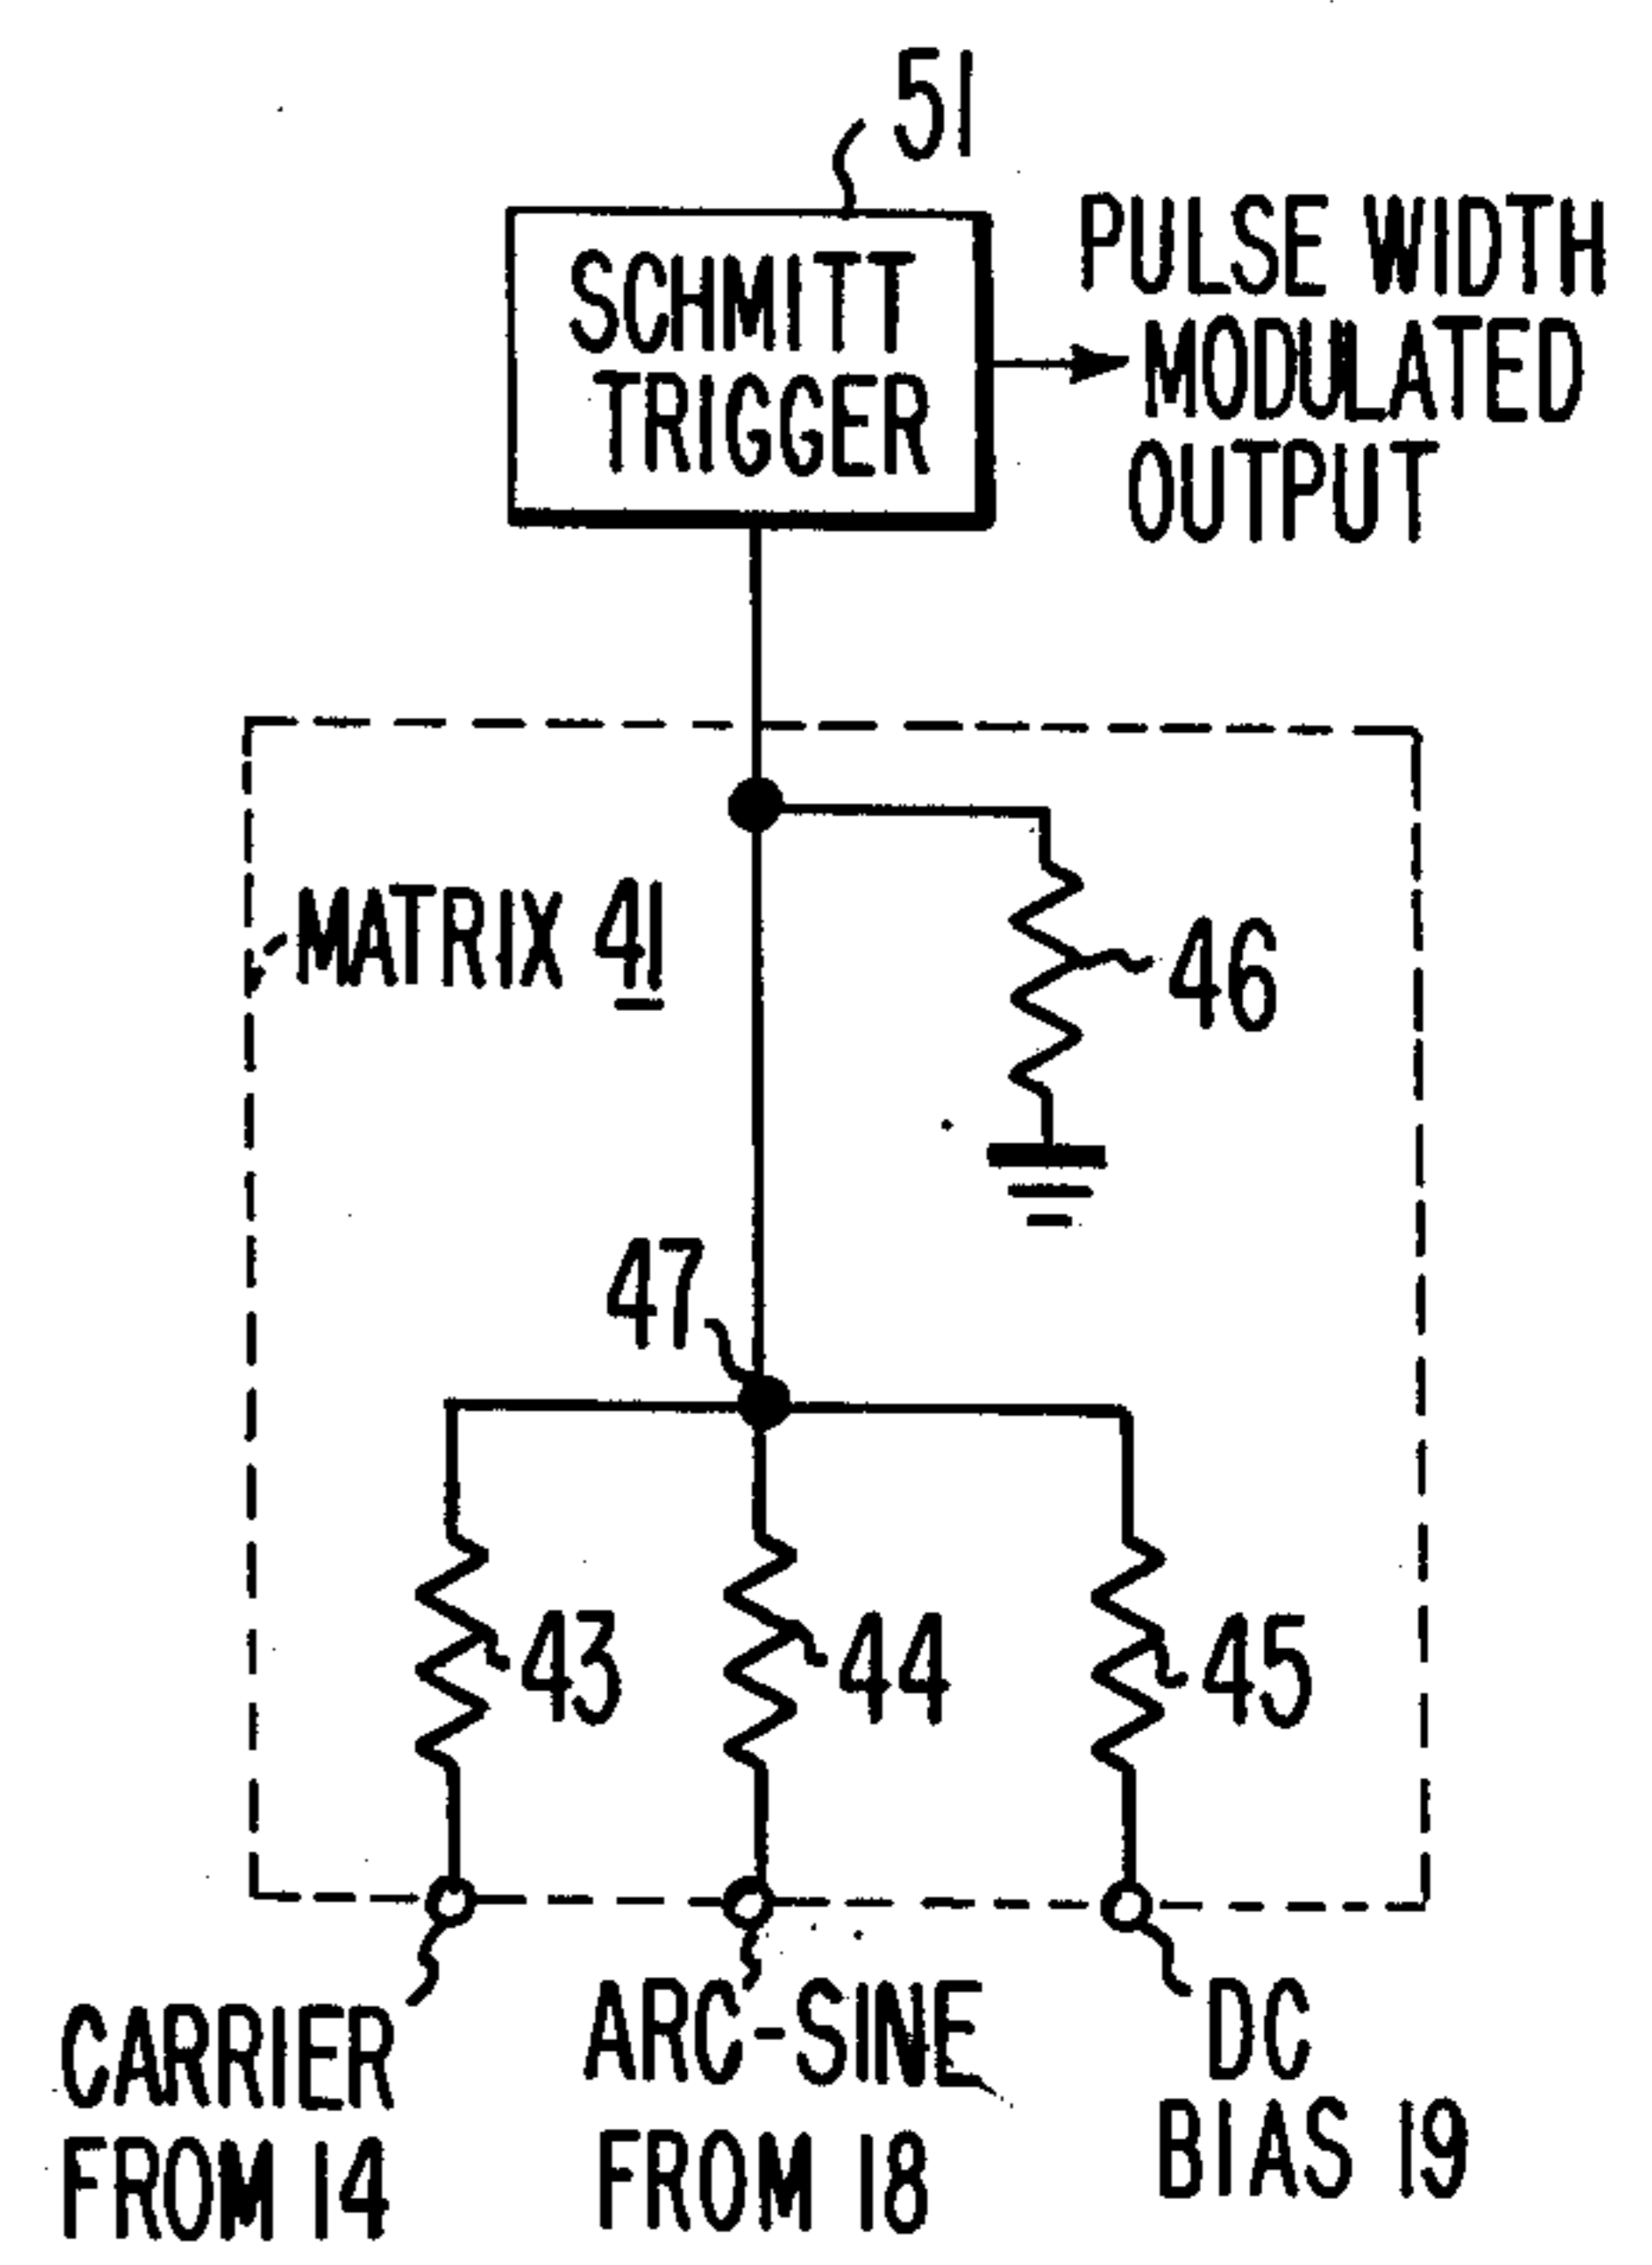 51
SCHMITT
TRIGGER
PULSE WIDTH
MODULATED
OUTPUT
MATRIX 41
46
47
43
44
45
CARRIER
FROM 14
ARC-SINE
FROM 18
DC
BIAS 19